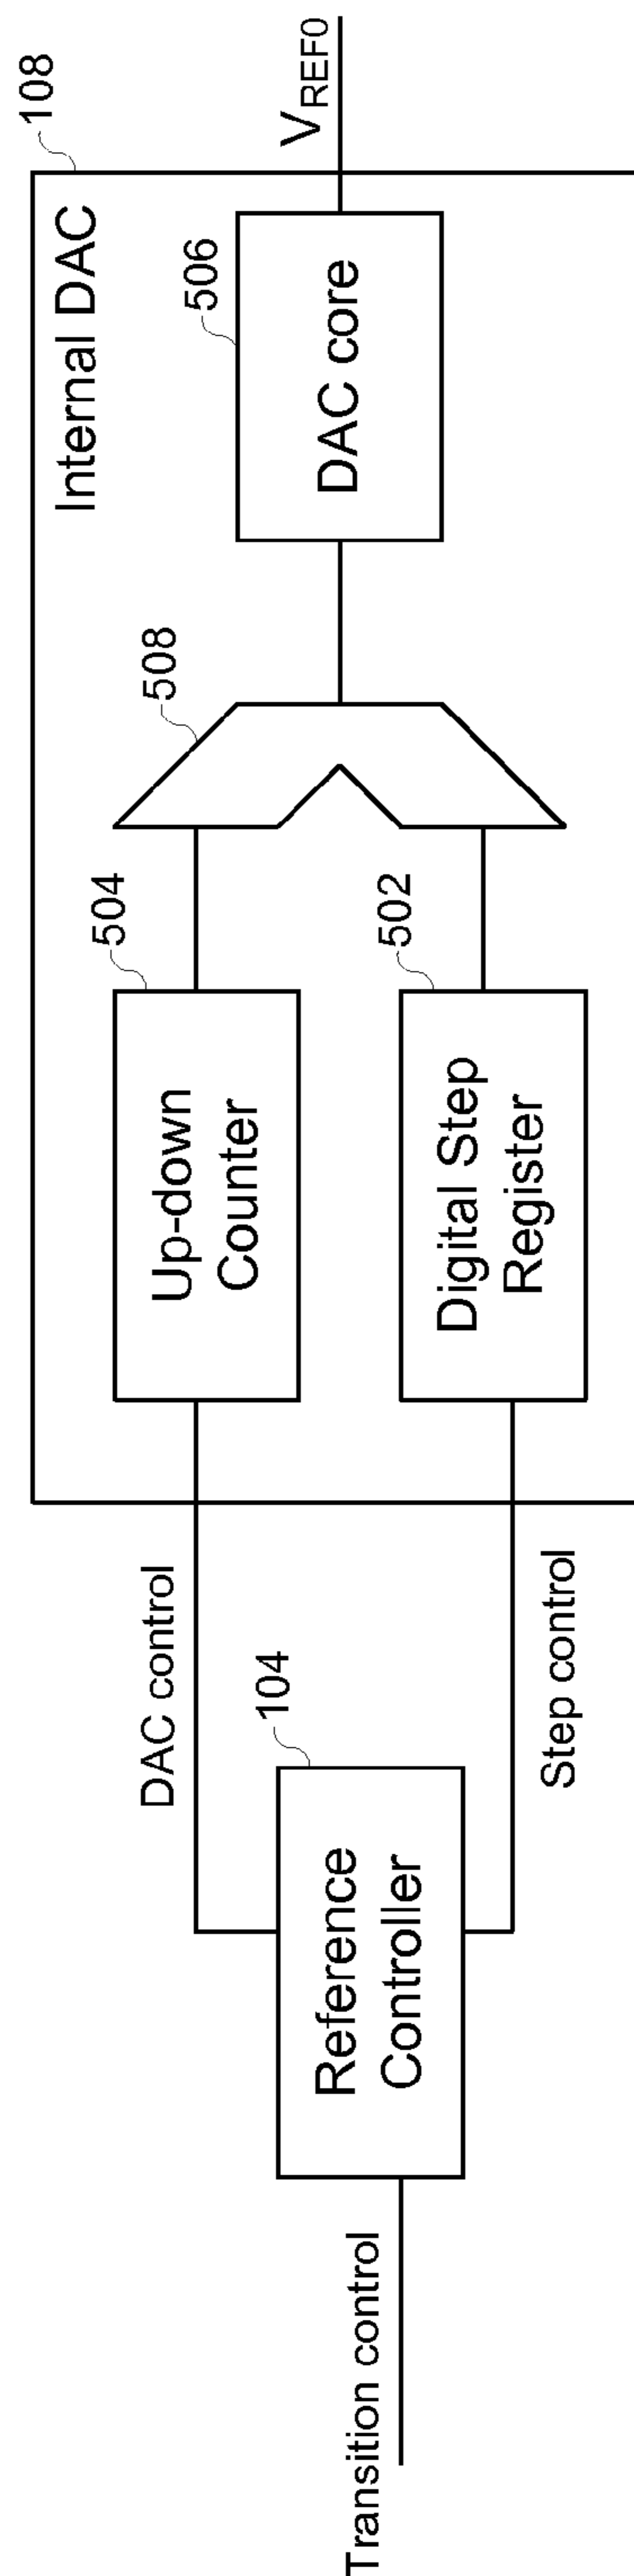 Transition control
Reference
Controller
104
DAC control
Step control
108
Internal DAC
Up-down
Counter
504
Digital Step
Register
502
508
DAC core
506
VREF0